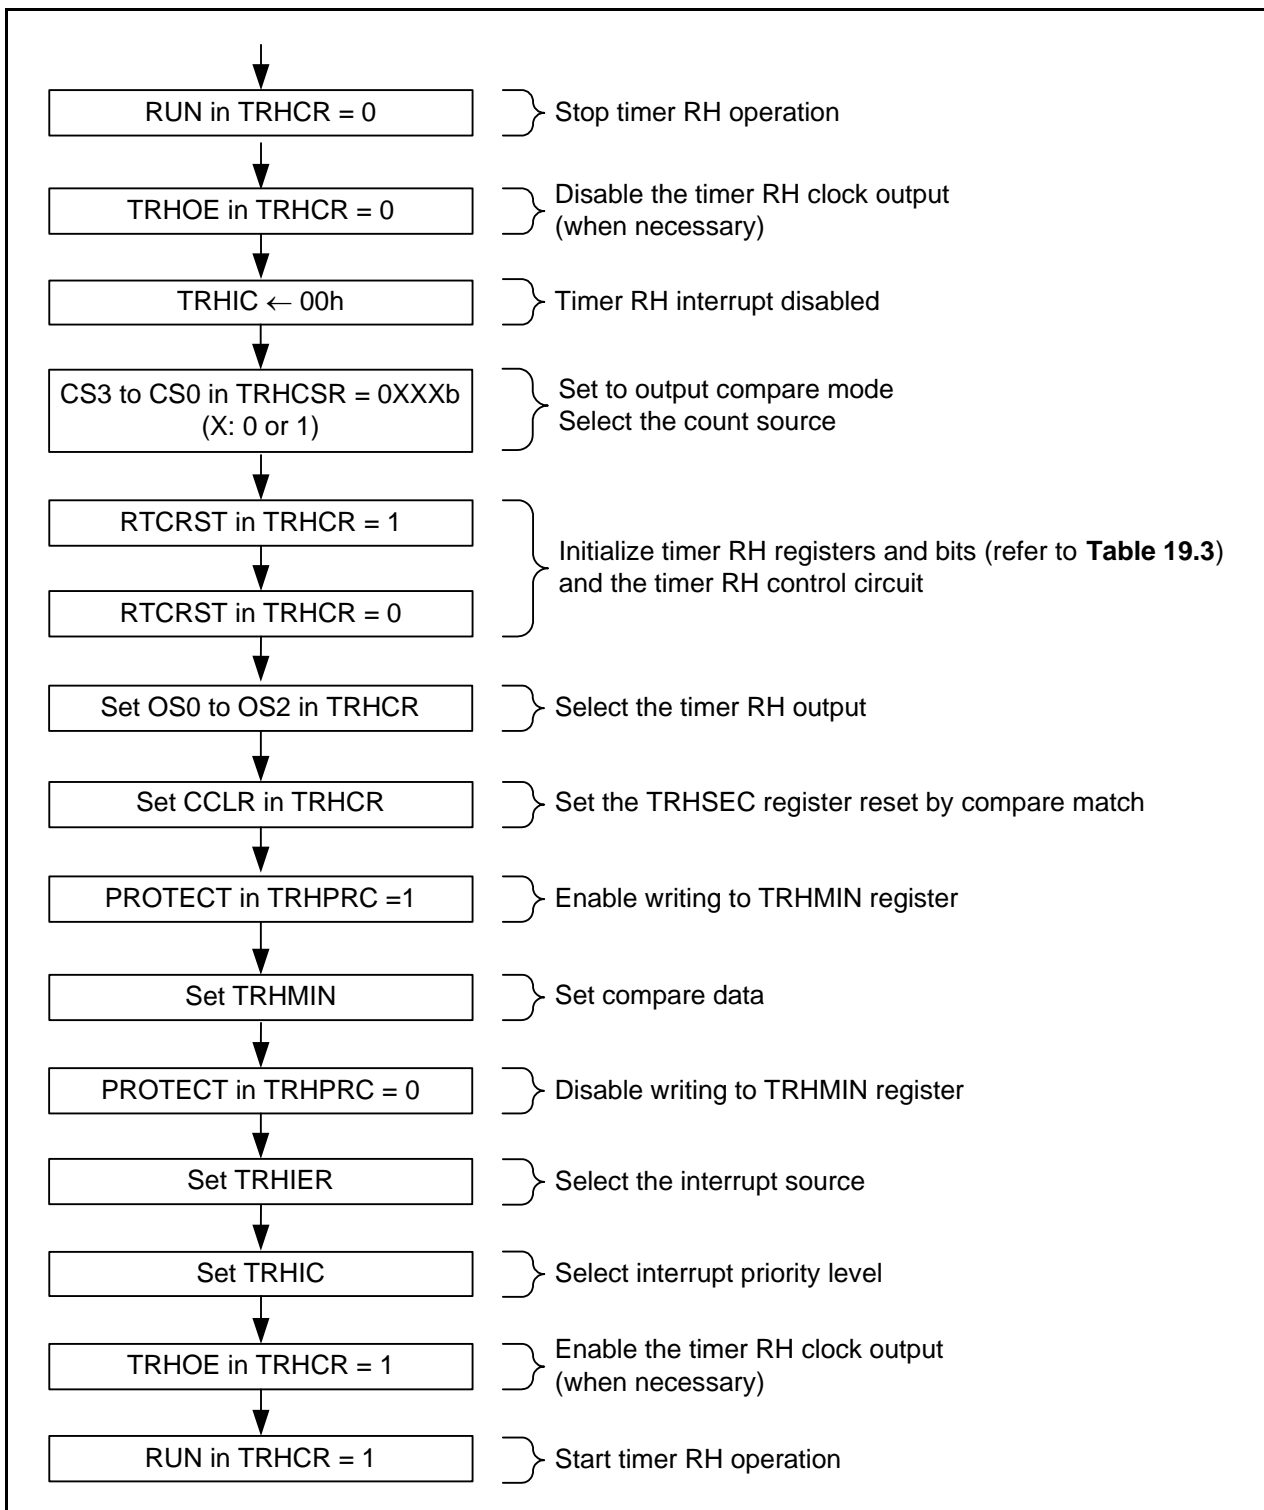 RUN in TRHCR = 0
Stop timer RH operation
TRHOE in TRHCR = 0
Disable the timer RH clock output
(when necessary)
TRHIC ← 00h
Timer RH interrupt disabled
CS3 to CS0 in TRHCSR = 0XXXb
(X: 0 or 1)
Set to output compare mode
Select the count source
RTCRST in TRHCR = 1
RTCRST in TRHCR = 0
Initialize timer RH registers and bits (refer to Table 19.3)
and the timer RH control circuit
Set OS0 to OS2 in TRHCR
Select the timer RH output
Set CCLR in TRHCR
Set the TRHSEC register reset by compare match
PROTECT in TRHPRC =1
Enable writing to TRHMIN register
Set TRHMIN
Set compare data
PROTECT in TRHPRC = 0
Disable writing to TRHMIN register
Set TRHIER
Select the interrupt source
Set TRHIC
Select interrupt priority level
TRHOE in TRHCR = 1
Enable the timer RH clock output
(when necessary)
RUN in TRHCR = 1
Start timer RH operation